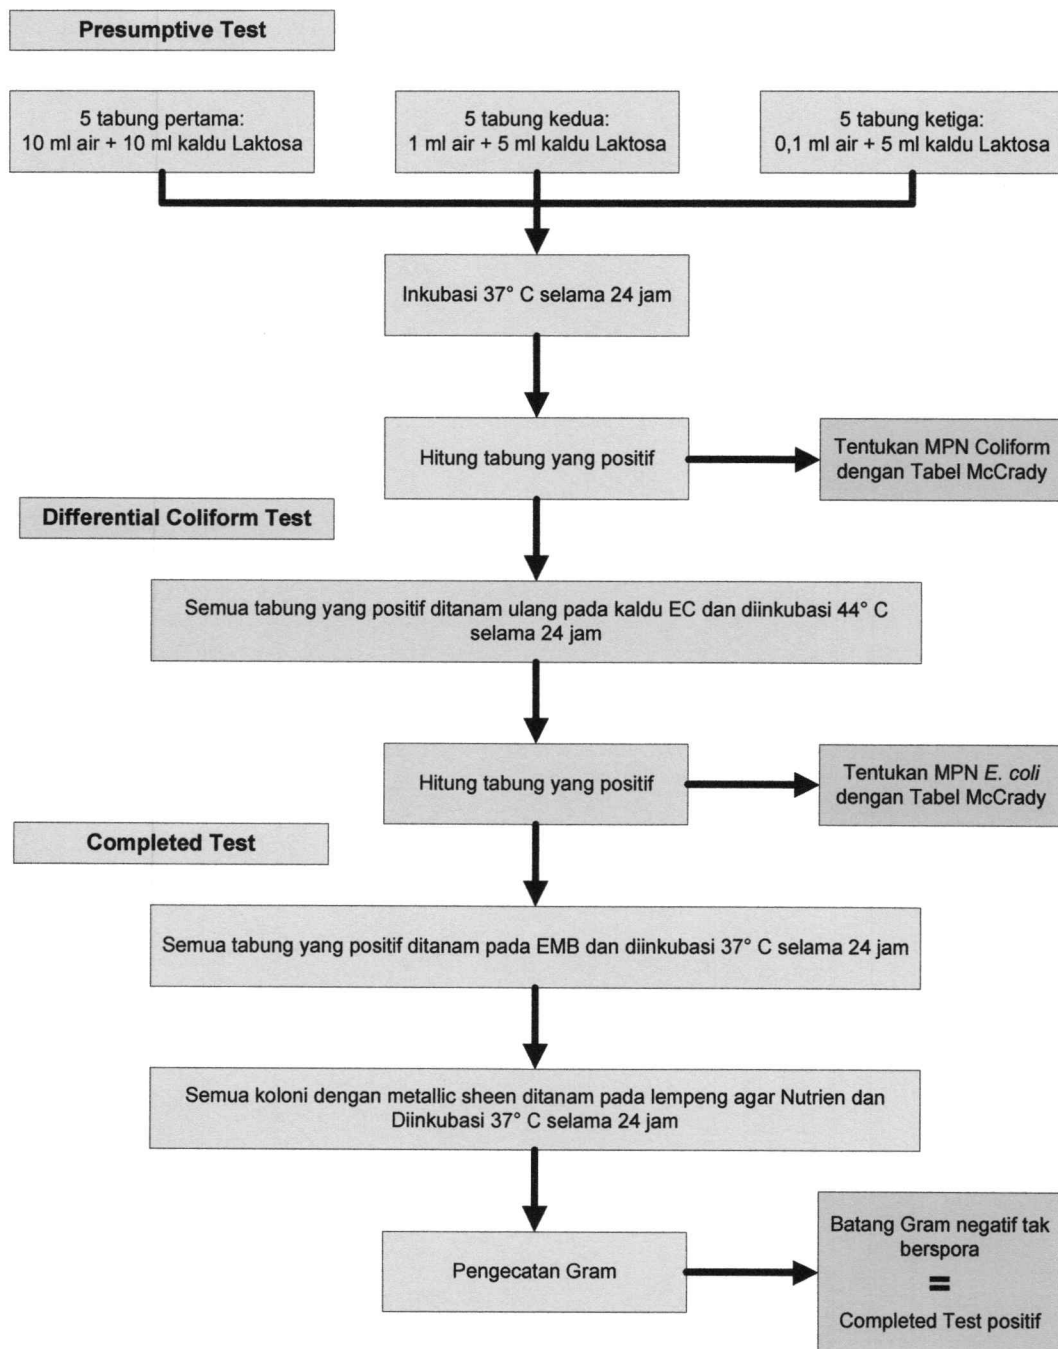 Presumptive Test
5 tabung pertama:
10 ml air + 10 ml kaldu Laktosa
5 tabung kedua:
1 ml air + 5 ml kaldu Laktosa
5 tabung ketiga:
0,1 ml air + 5 ml kaldu Laktosa
Inkubasi 37° C selama 24 jam
Hitung tabung yang positif
Tentukan MPN Coliform
dengan Tabel McCrady
Differential Coliform Test
Semua tabung yang positif ditanam ulang pada kaldu EC dan diinkubasi 44° C
selama 24 jam
Hitung tabung yang positif
Tentukan MPN E. coli
dengan Tabel McCrady
Completed Test
Semua tabung yang positif ditanam pada EMB dan diinkubasi 37° C selama 24 jam
Semua koloni dengan metallic sheen ditanam pada lempeng agar Nutrien dan
Diinkubasi 37° C selama 24 jam
Pengecatan Gram
Batang Gram negatif tak
berspora
=
Completed Test positif